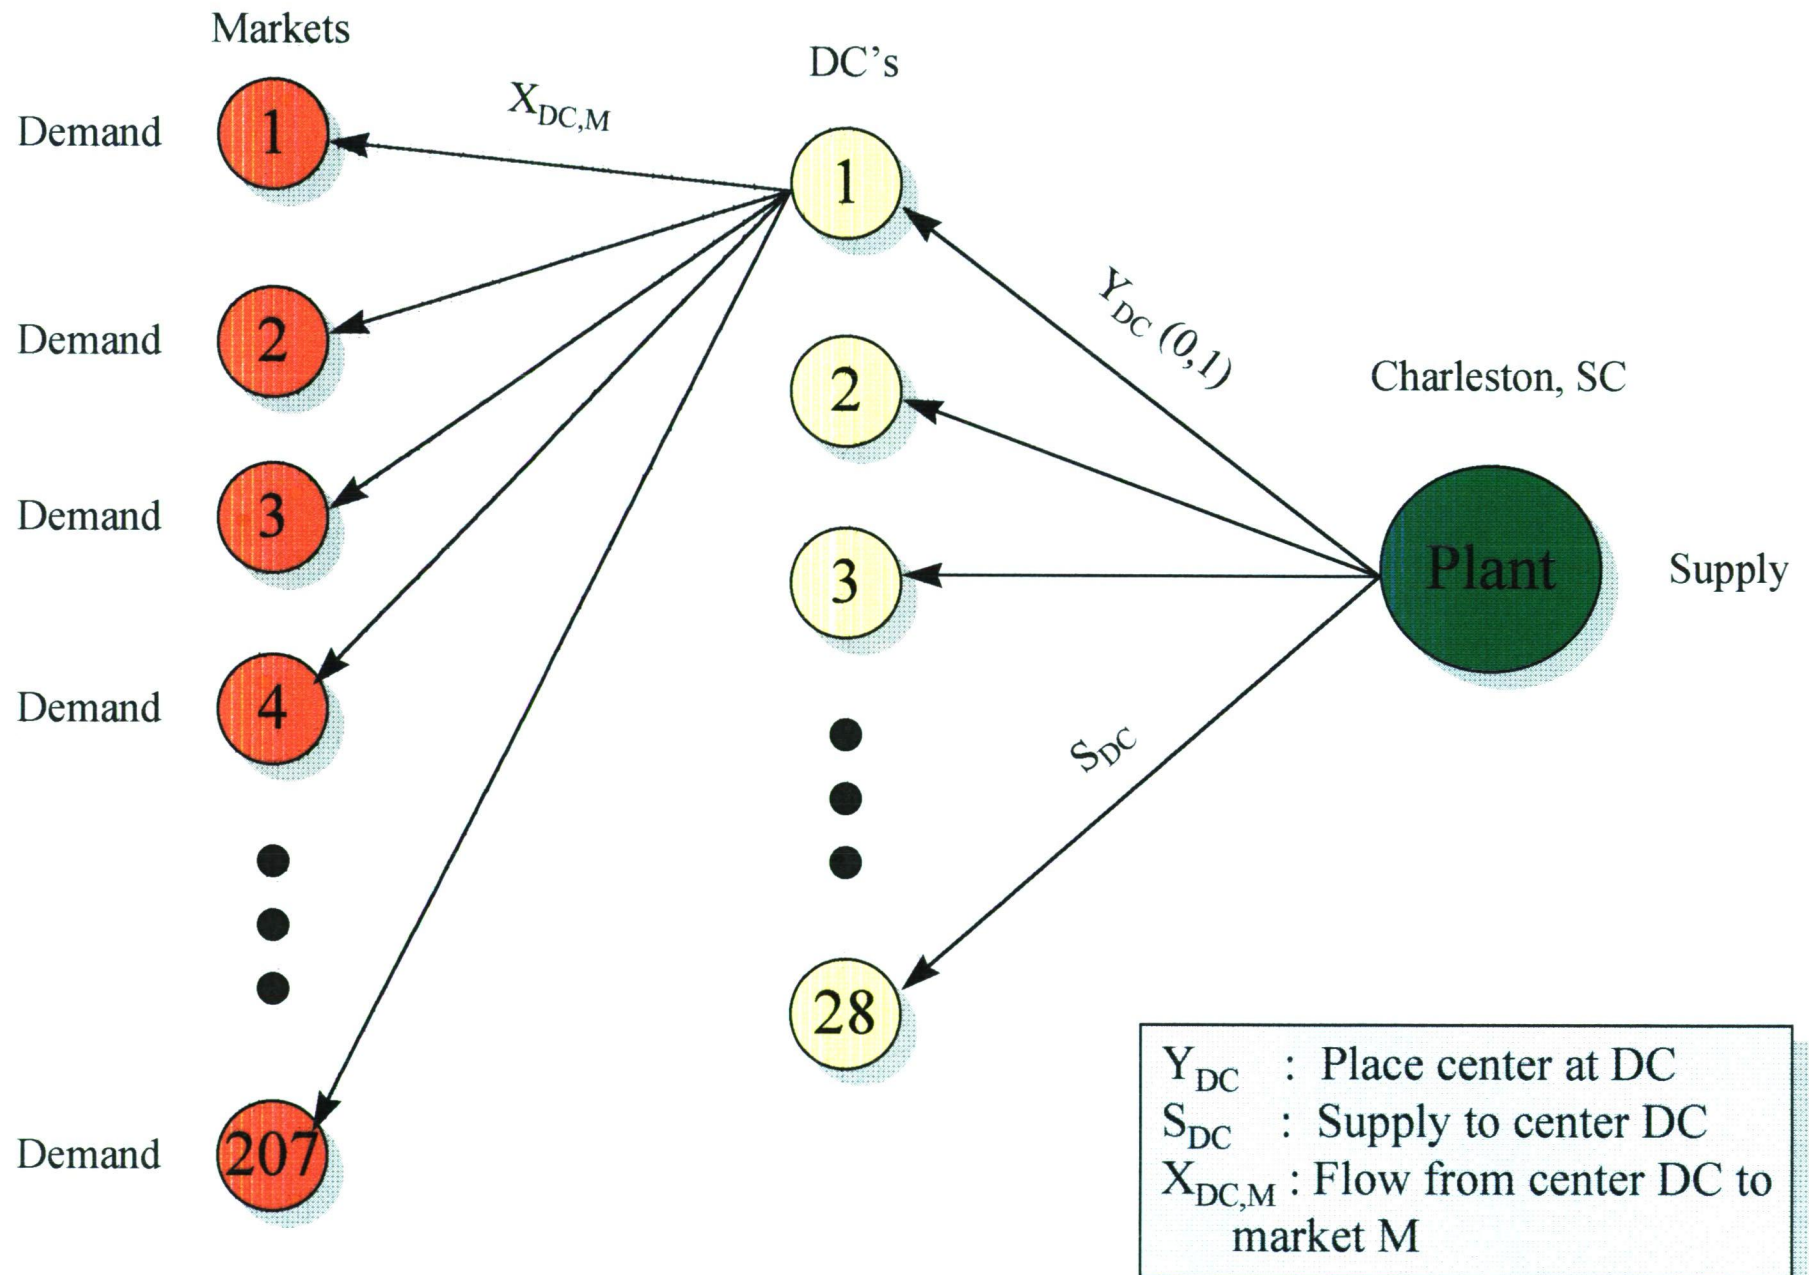 Markets
DC's
X_DC,M
Demand
1
1
Demand
2
Y_DC (0,1)
2
Charleston, SC
Demand
3
3
Plant
Supply
Demand
4
S_DC
28
Demand
207
Y_DC : Place center at DC
S_DC : Supply to center DC
X_DC,M : Flow from center DC to
market M